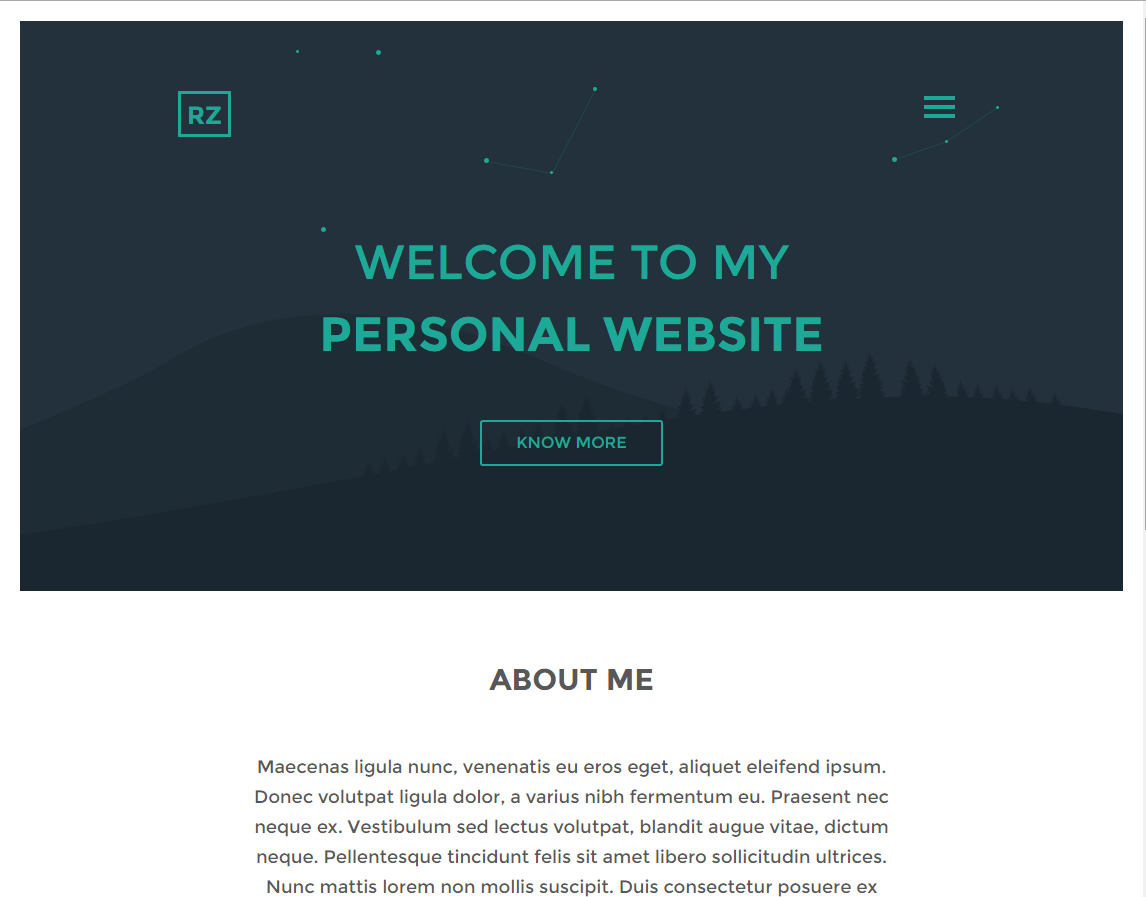 RZ
WELCOME TO MY
PERSONAL WEBSITE
KNOW MORE
ABOUT ME
Maecenas ligula nunc, venenatis eu eros eget, aliquet eleifend ipsum.
Donec volutpat ligula dolor, a varius nibh fermentum eu. Praesent nec
neque ex. Vestibulum sed lectus volutpat, blandit augue vitae, dictum
neque. Pellentesque tincidunt felis sit amet libero sollicitudin ultrices.
Nunc mattis lorem non mollis suscipit. Duis consectetur posuere ex